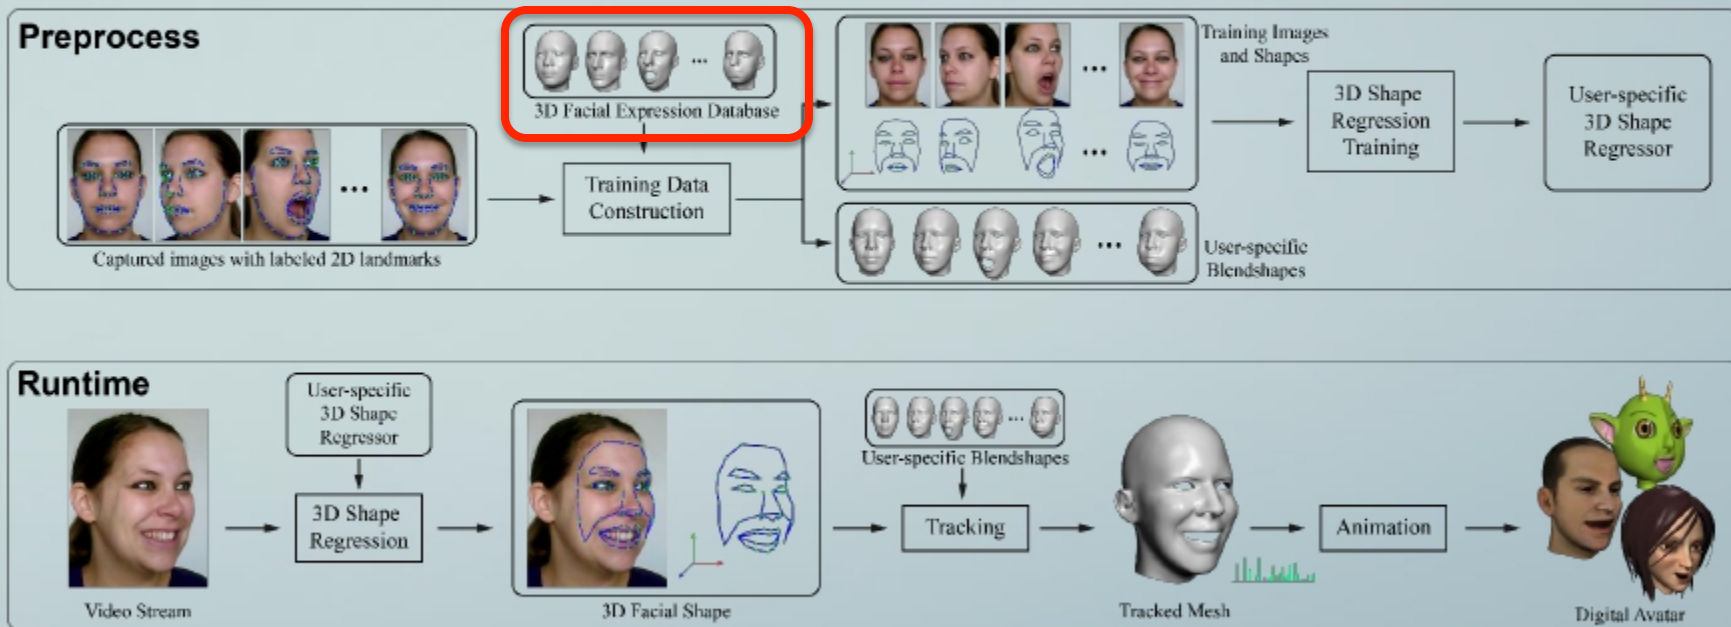 Preprocess
3D Facial Expression Database
Captured images with labeled 2D landmarks
Training Data
Construction
Training Images
and Shapes
User-specific
Blendshapes
3D Shape
Regression
Training
User-specific
3D Shape
Regressor
Runtime
Video Stream
User-specific
3D Shape
Regressor
3D Shape
Regression
3D Facial Shape
User-specific Blendshapes
Tracking
Tracked Mesh
Animation
Digital Avatar